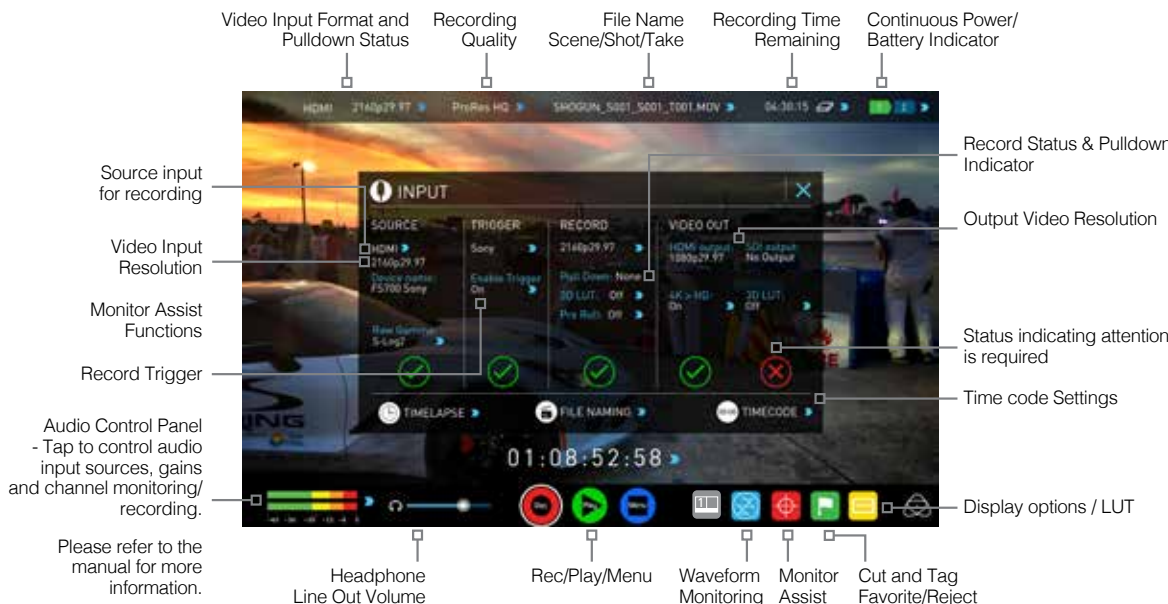 Video Input Format and
Pulldown Status
Recording
Quality
File Name
Scene/Shot/Take
Recording Time
Remaining
Continuous Power/
Battery Indicator
HDMI 2160p29.97 ProRes HQ SHOGUN_S001_S001_T001.MOV 04:30:15
Source input
for recording
Video Input
Resolution
Monitor Assist
Functions
Record Trigger
Audio Control Panel
- Tap to control audio
input sources, gains
and channel monitoring/
recording.
Please refer to the
manual for more
information.
INPUT
SOURCE
HDMI
2160p29.97
Device name:
FS700 Sony
Raw Gamma:
S-Log2
TRIGGER
Sony
Enable Trigger
On
RECORD
2160p29.97
Pull Down: None
3D LUT: Off
Pre Roll: Off
VIDEO OUT
HDMI output:
1080p29.97
SDI output:
No Output
4K > HD:
On
3D LUT:
Off
TIMELAPSE
FILE NAMING
TIMECODE
01:08:52:58
Record Status & Pulldown
Indicator
Output Video Resolution
Status indicating attention
is required
Time code Settings
Display options / LUT
Headphone
Line Out Volume
Rec/Play/Menu
Waveform
Monitoring
Monitor
Assist
Cut and Tag
Favorite/Reject